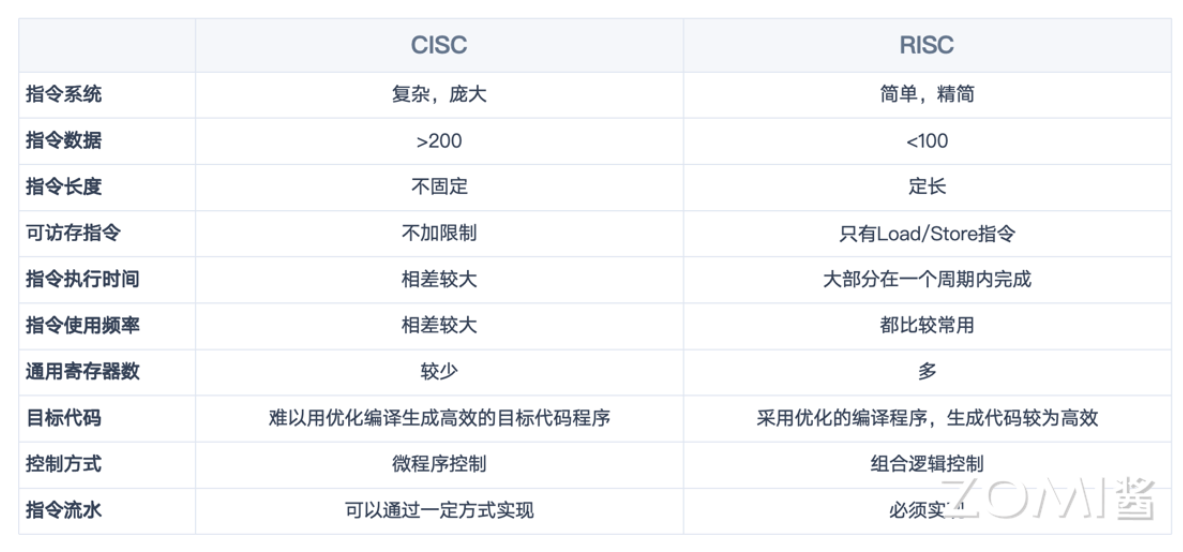 CISC RISC
指令系统 复杂，庞大 简单，精简
指令数据 >200 <100
指令长度 不固定 定长
可访存指令 不加限制 只有Load/Store指令
指令执行时间 相差较大 大部分在一个周期内完成
指令使用频率 相差较大 都比较常用
通用寄存器数 较少 多
目标代码 难以用优化编译生成高效的目标代码程序 采用优化的编译程序，生成代码较为高效
控制方式 微程序控制 组合逻辑控制
指令流水 可以通过一定方式实现 必须实现
ZOMI酱